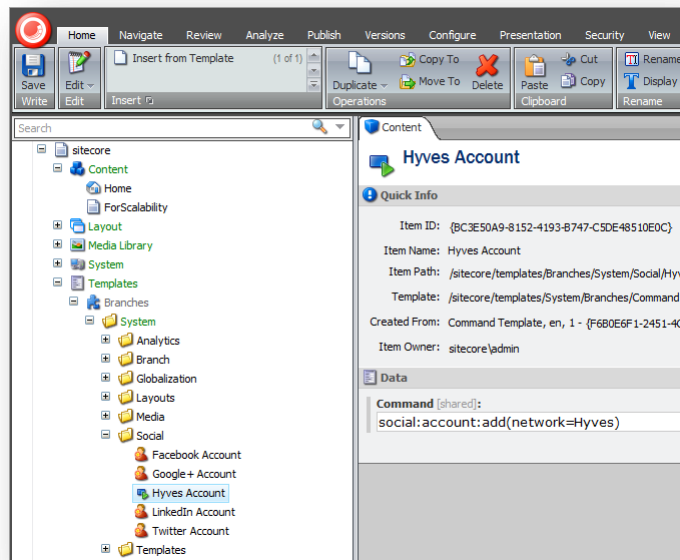 Home Navigate Review Analyze Publish Versions Configure Presentation Security View
Insert from Template (1 of 1) Copy To Cut Rename
Save Edit Duplicate Move To Delete Paste Copy Display
Write Edit Insert Operations Clipboard Rename
Search
Content
sitecore
Content
Home
ForScalability
Layout
Media Library
System
Templates
Branches
System
Analytics
Branch
Globalization
Layouts
Media
Social
Facebook Account
Google+ Account
Hyves Account
LinkedIn Account
Twitter Account
Templates
Hyves Account
Quick Info
Item ID: {BC3E50A9-8152-4193-B747-C5DE48510E0C}
Item Name: Hyves Account
Item Path: /sitecore/templates/Branches/System/Social/Hyv
Template: /sitecore/templates/System/Branches/Command
Created From: Command Template, en, 1 - {F6B0E6F1-2451-4C
Item Owner: sitecore\admin
Data
Command [shared]:
social:account:add(network=Hyves)